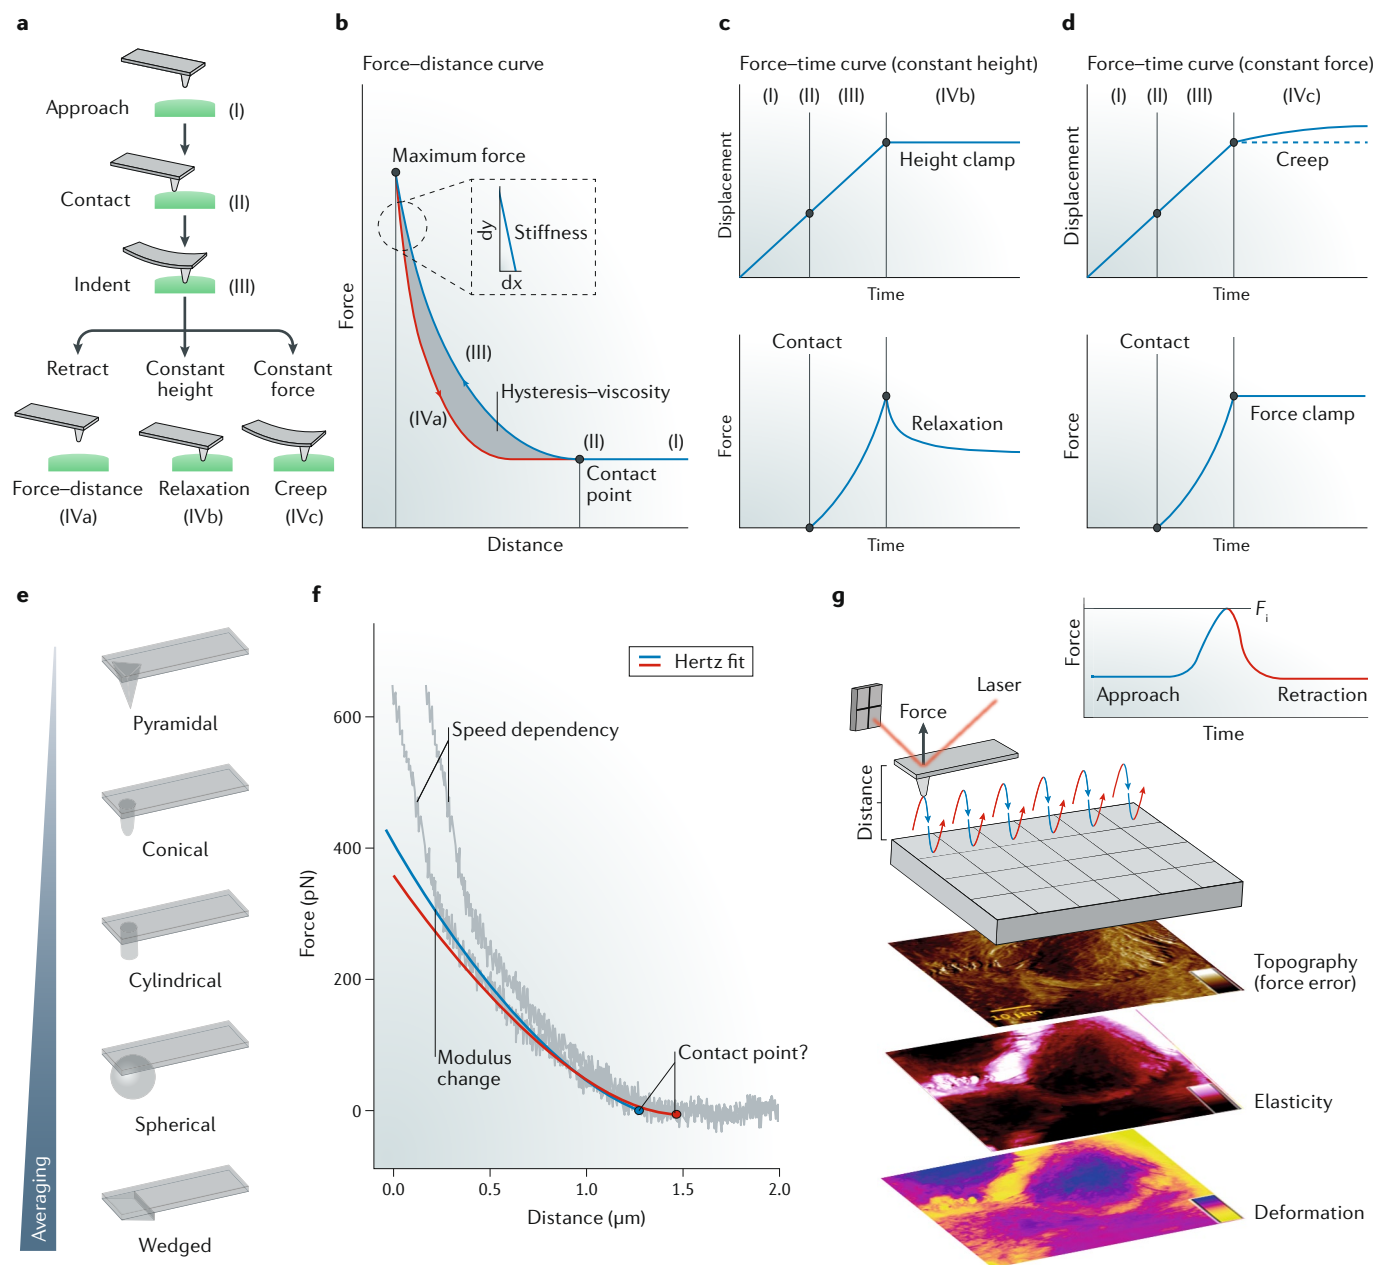 a
Approach
(I)
Contact
(II)
Indent
(III)
Retract
Constant
height
Constant
force
Force–distance
(IVa)
Relaxation
(IVb)
Creep
(IVc)
b
Force–distance curve
Maximum force
dy
Stiffness
dx
Force
(III)
Hysteresis–viscosity
(IVa)
(II)
(I)
Contact
point
Distance
c
Force–time curve (constant height)
(I)
(II)
(III)
(IVb)
Displacement
Height clamp
Time
Contact
Force
Relaxation
Time
d
Force–time curve (constant force)
(I)
(II)
(III)
(IVc)
Displacement
Creep
Time
Contact
Force
Force clamp
Time
e
Pyramidal
Conical
Cylindrical
Spherical
Wedged
Averaging
f
Hertz fit
Speed dependency
600
400
200
0
Force (pN)
Modulus
change
Contact point?
0.0
0.5
1.0
1.5
2.0
Distance (μm)
g
Force
Fi
Approach
Retraction
Time
Laser
Force
Distance
10 μm
Topography
(force error)
Elasticity
Deformation